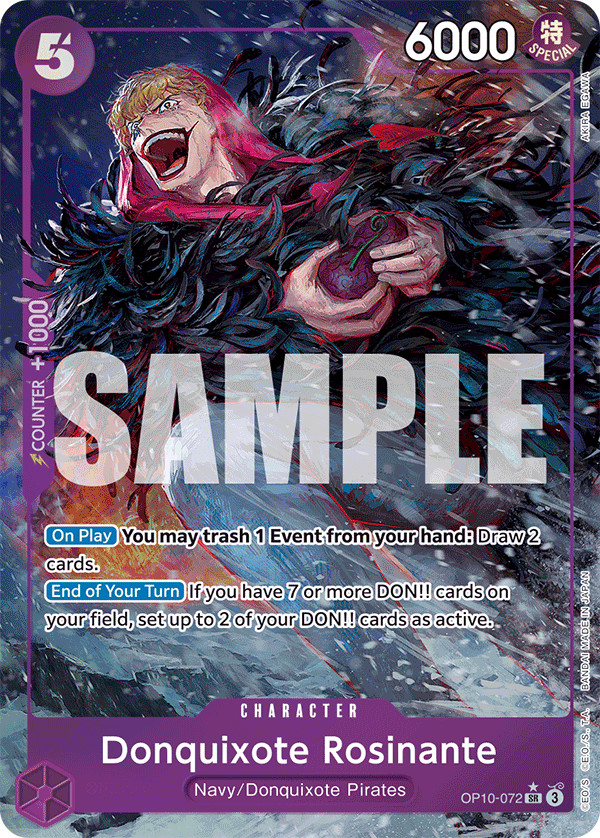 5
6000
特
SPECIAL
AKIRA EGAWA
COUNTER +1000
SAMPLE
On Play You may trash 1 Event from your hand: Draw 2
cards.
End of Your Turn If you have 7 or more DON!! cards on
your field, set up to 2 of your DON!! cards as active.
CHARACTER
Donquixote Rosinante
Navy/Donquixote Pirates
OP10-072 SR 3
©E.O./S. ©E.O./S., T.A. BANDAI MADE IN JAPAN